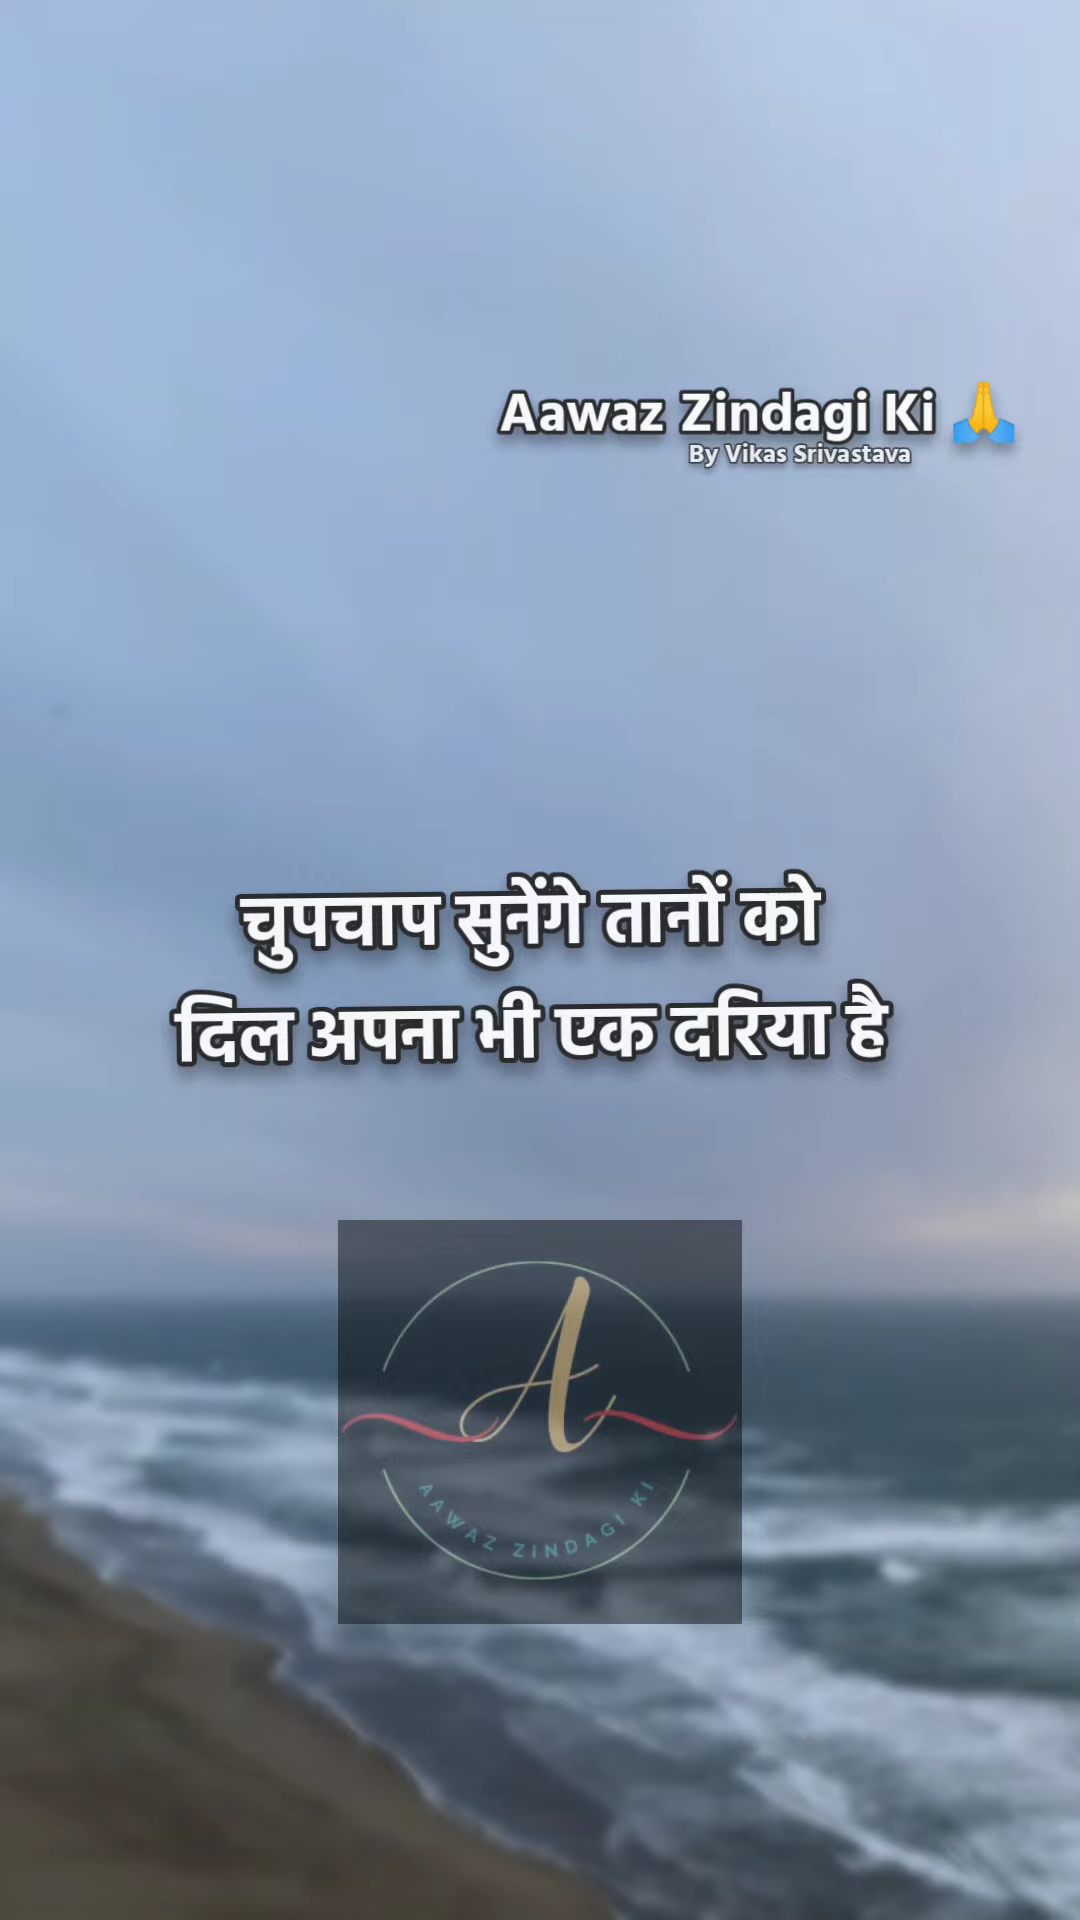 Aawaz Zindagi Ki 🙏
By Vikas Srivastava
चुपचाप सुनेंगे तानों को
दिल अपना भी एक दरिया है
A
AAWAZ ZINDAGI KI